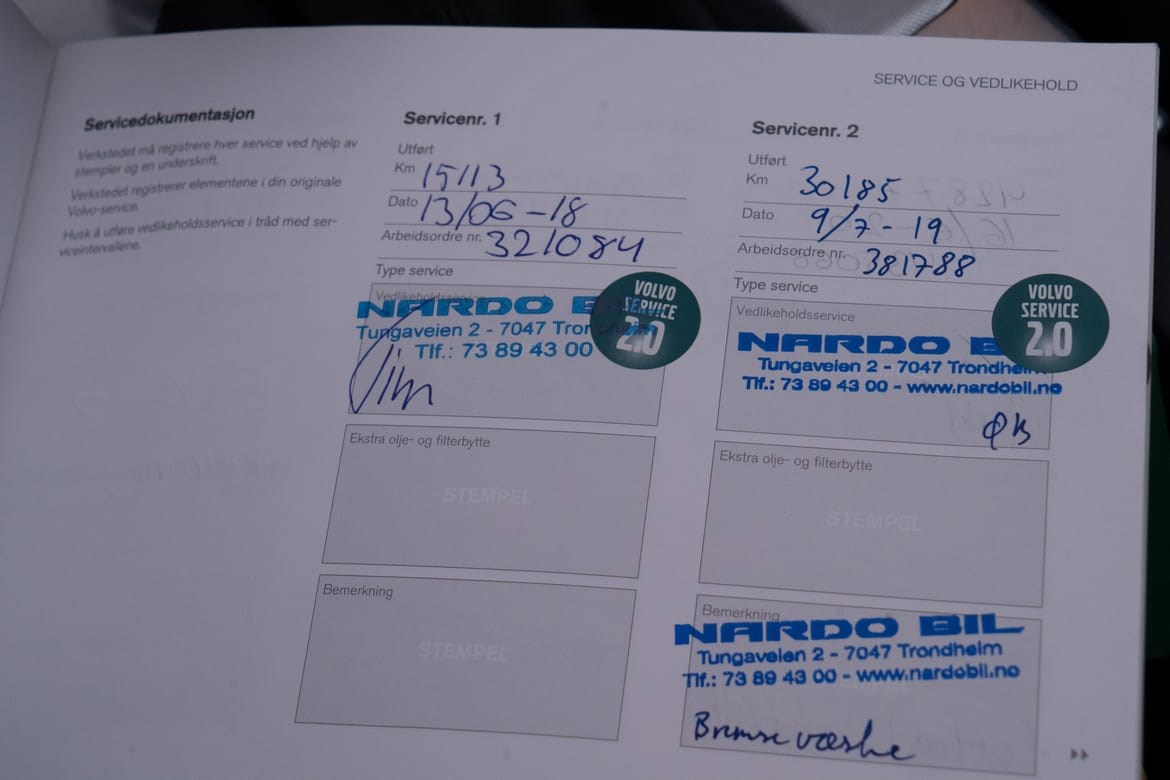 SERVICE OG VEDLIKEHOLD
Servicedokumentasjon
Verkstedet må registrere hver service ved hjelp av
stempler og en underskrift.
Verkstedet registrerer elementene i din originale
Volvo-service.
Husk å utføre vedlikeholdsservice i tråd med ser-
viceintervallene.
Servicenr. 1
Utført
Km 15113
Dato 13/06-18
Arbeidsordre nr. 321084
Type service
Vedlikeholdsservice
NARDO B
Tungaveien 2 - 7047 Trondheim
Tlf.: 73 89 43 00
VOLVO
SERVICE
2.0
Ekstra olje- og filterbytte
STEMPEL
Bemerkning
STEMPEL
Servicenr. 2
Utført
Km 30185
Dato 9/7-19
Arbeidsordre nr. 381788
Type service
Vedlikeholdsservice
NARDO B
Tungaveien 2 - 7047 Trondheim
Tlf.: 73 89 43 00 - www.nardobil.no
VOLVO
SERVICE
2.0
ØB
Ekstra olje- og filterbytte
STEMPEL
Bemerkning
NARDO BIL
Tungaveien 2 - 7047 Trondheim
Tlf.: 73 89 43 00 - www.nardobil.no
Bremsevæske